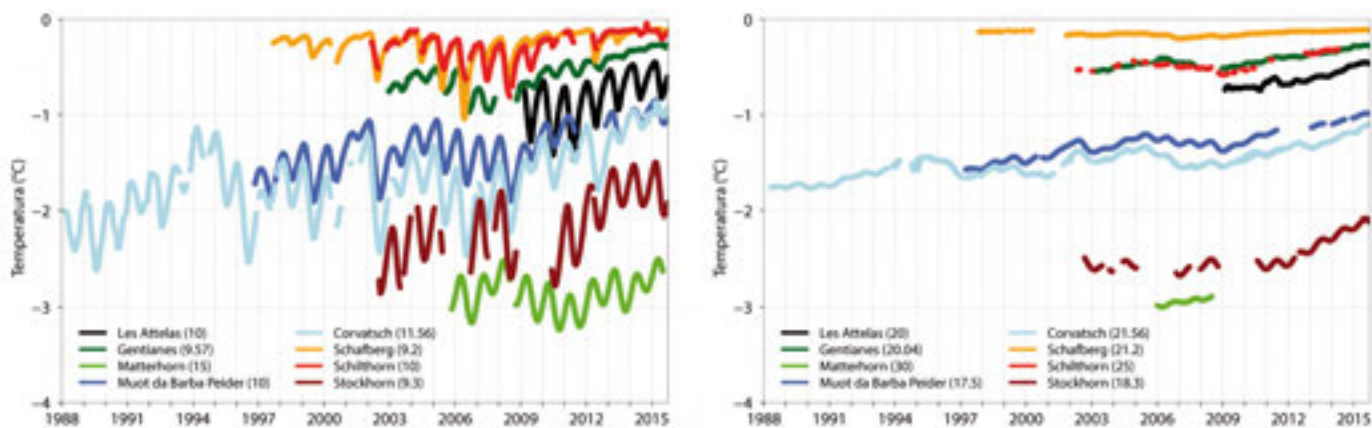 Temperatura (°C)
0
−1
−2
−3
−4
Les Attelas (10)
Gentianes (9.57)
Matterhorn (15)
Muot da Barba Peider (10)
Corvatsch (11.56)
Schafberg (9.2)
Schilthorn (10)
Stockhorn (9.3)
1988 1991 1994 1997 2000 2003 2006 2009 2012 2015
Temperatura (°C)
0
−1
−2
−3
−4
Les Attelas (20)
Gentianes (20.04)
Matterhorn (30)
Muot da Barba Peider (17.5)
Corvatsch (21.56)
Schafberg (21.2)
Schilthorn (25)
Stockhorn (18.3)
1988 1991 1994 1997 2000 2003 2006 2009 2012 2015